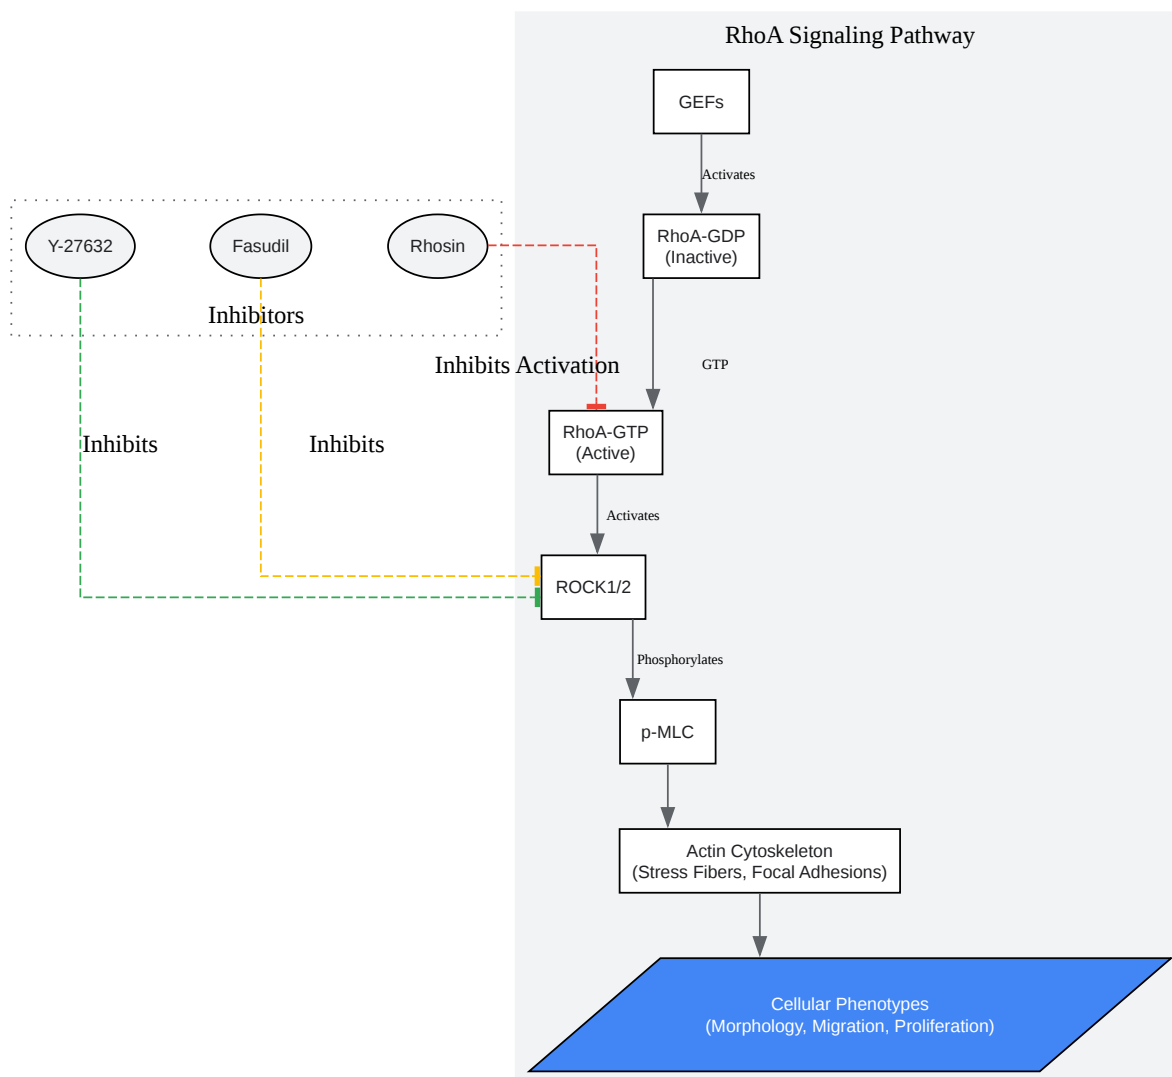 RhoA Signaling Pathway
GEFs
Activates
Y-27632
Fasudil
Rhosin
RhoA-GDP
(Inactive)
Inhibitors
Inhibits Activation
GTP
RhoA-GTP
(Active)
Inhibits
Inhibits
Activates
ROCK1/2
Phosphorylates
p-MLC
Actin Cytoskeleton
(Stress Fibers, Focal Adhesions)
Cellular Phenotypes
(Morphology, Migration, Proliferation)